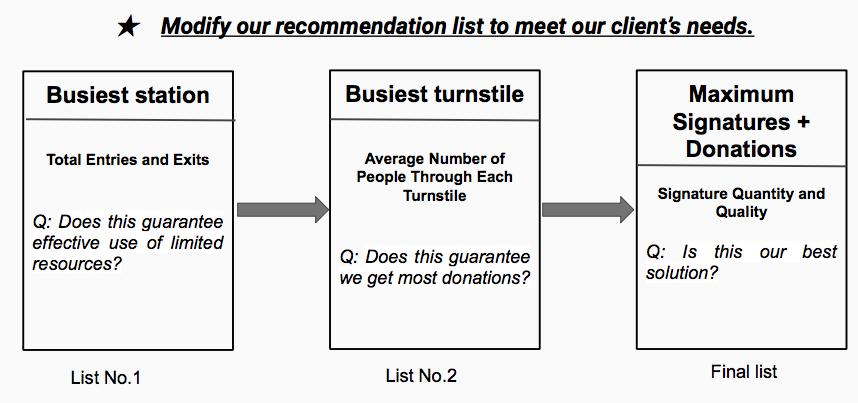 ★ Modify our recommendation list to meet our client's needs.
Busiest station
Total Entries and Exits
Q: Does this guarantee
effective use of limited
resources?
List No.1
Busiest turnstile
Average Number of
People Through Each
Turnstile
Q: Does this guarantee
we get most donations?
List No.2
Maximum
Signatures +
Donations
Signature Quantity and
Quality
Q: Is this our best
solution?
Final list